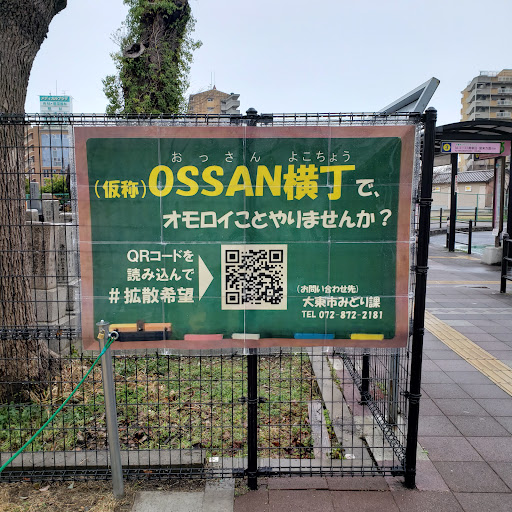 おっさん よこちょう
(仮称)OSSAN横丁で、
オモロイことやりませんか?
QRコードを
読み込んで
#拡散希望
(お問い合わせ先)
大東市みどり課
TEL 072-872-2181